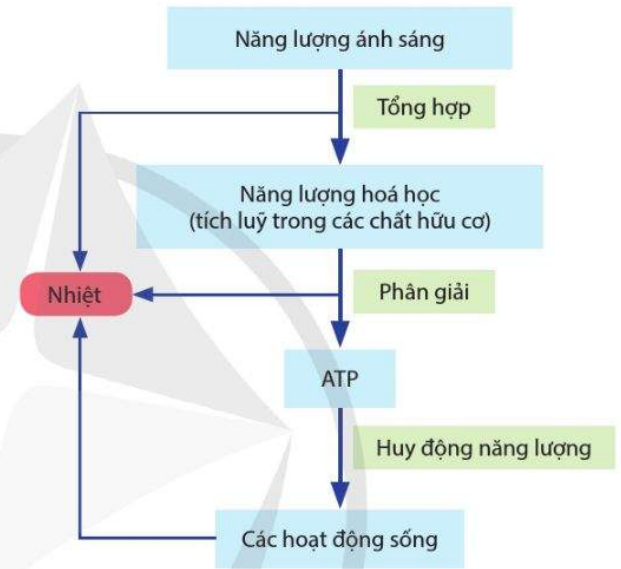 Năng lượng ánh sáng
Tổng hợp
Năng lượng hoá học
(tích luỹ trong các chất hữu cơ)
Nhiệt
Phân giải
ATP
Huy động năng lượng
Các hoạt động sống